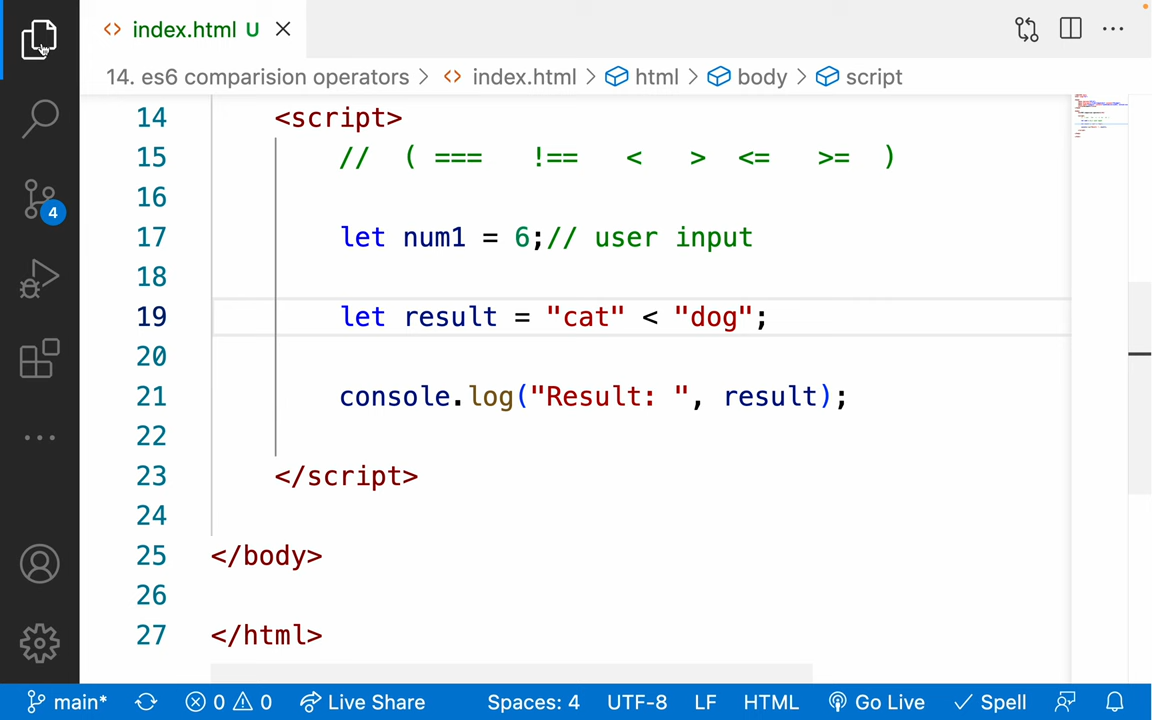 index.html U
14. es6 comparision operators > index.html > html > body > script
14 <script>
15 // ( === !== < > <= >= )
16
17 let num1 = 6;// user input
18
19 let result = "cat" < "dog";
20
21 console.log("Result: ", result);
22
23 </script>
24
25 </body>
26
27 </html>
4
main* 0 0 Live Share Spaces: 4 UTF-8 LF HTML Go Live Spell